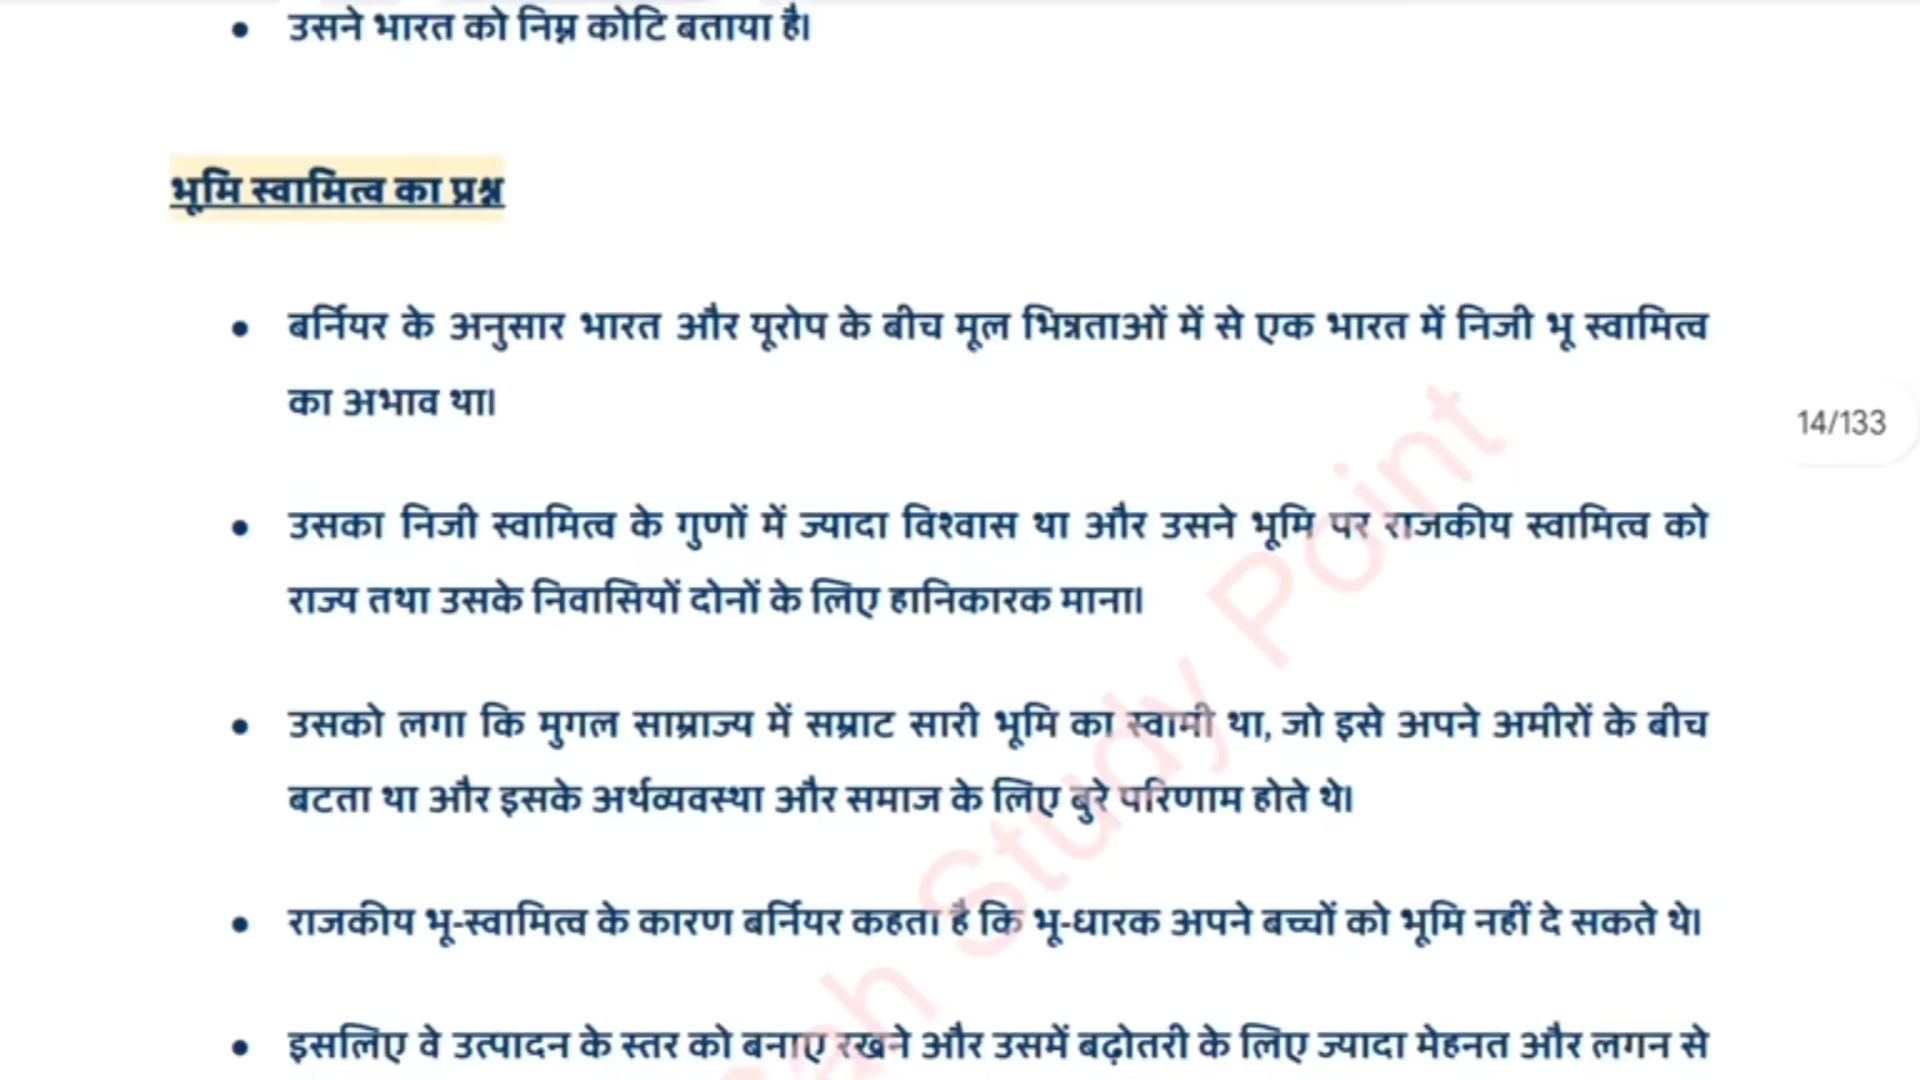 • उसने भारत को निम्न कोटि बताया है।
भूमि स्वामित्व का प्रश्न
• बर्नियर के अनुसार भारत और यूरोप के बीच मूल भिन्नताओं में से एक भारत में निजी भू स्वामित्व
का अभाव था।
14/133
• उसका निजी स्वामित्व के गुणों में ज्यादा विश्वास था और उसने भूमि पर राजकीय स्वामित्व को
राज्य तथा उसके निवासियों दोनों के लिए हानिकारक माना।
• उसको लगा कि मुगल साम्राज्य में सम्राट सारी भूमि का स्वामी था, जो इसे अपने अमीरों के बीच
बटता था और इसके अर्थव्यवस्था और समाज के लिए बुरे परिणाम होते थे।
• राजकीय भू-स्वामित्व के कारण बर्नियर कहता है कि भू-धारक अपने बच्चों को भूमि नहीं दे सकते थे।
• इसलिए वे उत्पादन के स्तर को बनाए रखने और उसमें बढ़ोतरी के लिए ज्यादा मेहनत और लगन से
Study Point